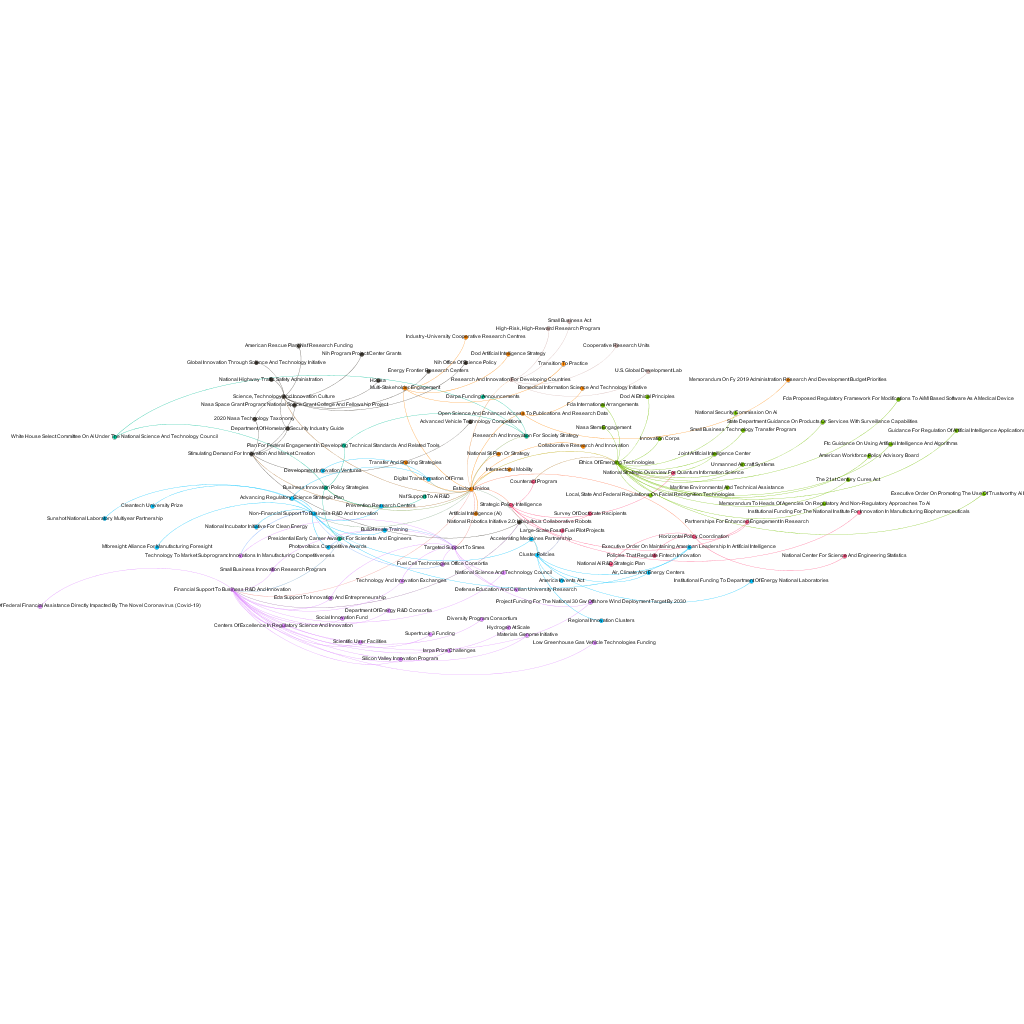 Small Business Act
High-Risk, High-Reward Research Program
Industry-University Cooperative Research Centres
American Rescue Plan
Research Funding
Cooperative Research Units
Nih Program Project
Center Grants
Dod Artificial Intelligence Strategy
Global Innovation Through Science And Technology Initiative
Nih Office Of Science Policy
Transition To Practice
Energy Frontier Research Centers
U.S. Global Development Lab
National Highway Traffic Safety Administration
Research And Innovation For Developing Countries
Memorandum On Fy 2019 Administration Research And Development Budget Priorities
Multi-Stakeholder Engagement
Biomedical Information Science And Technology Initiative
Science, Technology And Innovation Culture
Darpa Funding Announcements
Dod Ai Ethical Principles
Fda Proposed Regulatory Framework For Modifications To Ai/Ml Based Software As A Medical Device
Nasa Space Grant Program
National Space Grant College And Fellowship Project
Fda International Arrangements
Open Science And Enhanced Access To Publications And Research Data
National Security Commission On Ai
2020 Nasa Technology Taxonomy
Advanced Vehicle Technology Competitions
State Department Guidance On Products Or Services With Surveillance Capabilities
Department Of Homeland Security Industry Guide
Nasa Stem Engagement
Small Business Technology Transfer Program
Guidance For Regulation Of Artificial Intelligence Application
White House Select Committee On Ai Under The National Science And Technology Council
Research And Innovation For Society Strategy
Innovation Corps
Plan For Federal Engagement In Developing Technical Standards And Related Tools
Collaborative Research And Innovation
Ftc Guidance On Using Artificial Intelligence And Algorithms
Stimulating Demand For Innovation And Market Creation
National Sti Plan Or Strategy
Joint Artificial Intelligence Center
American Workforce Policy Advisory Board
Transfer And Sharing Strategies
Ethics Of Emerging Technologies
Unmanned Aircraft Systems
Development Innovation Ventures
Intersectoral Mobility
National Strategic Overview For Quantum Information Science
Digital Transformation Of Firms
Countersat Program
The 21st Century Cures Act
Business Innovation Policy Strategies
Estados Unidos
Maritime Environmental And Technical Assistance
Advancing Regulatory Science Strategic Plan
Nsf Support To Ai R&D
Local, State And Federal Regulations On Facial Recognition Technologies
Executive Order On Promoting The Use Of Trustworthy Ai I
Cleantech University Prize
Prevention Research Centers
Strategic Policy Intelligence
Memorandum To Heads Of Agencies On Regulatory And Non-Regulatory Approaches To Ai
Non-Financial Support To Business R&D And Innovation
Artificial Intelligence (Ai)
Survey Of Doctorate Recipients
Institutional Funding For The National Institute For Innovation In Manufacturing Biopharmaceuticals
Sunshot National Laboratory Multiyear Partnership
National Robotics Initiative 2.0: Ubiquitous Collaborative Robots
Partnerships For Enhanced Engagement In Research
National Incubator Initiative For Clean Energy
Build4scale Training
Large-Scale Focus Fuel Pilot Projects
Presidential Early Career Awards For Scientists And Engineers
Accelerating Medicines Partnership
Horizontal Policy Coordination
Mforesight Alliance For Manufacturing Foresight
Photovoltaics Competitive Awards
Targeted Support To Smes
Executive Order On Maintaining American Leadership In Artificial Intelligence
Technology To Market Subprogram: Innovations In Manufacturing Competitiveness
Cluster Policies
Policies That Regulate Fintech Innovation
National Center For Science And Engineering Statistics
Fuel Cell Technologies Office Consortia
National Ai R&D Strategic Plan
Small Business Innovation Research Program
National Science And Technology Council
Air, Climate And Energy Centers
Technology And Innovation Exchanges
America Invents Act
Institutional Funding To Department Of Energy National Laboratories
Financial Support To Business R&D And Innovation
Defense Education And Civilian University Research
Eda Support To Innovation And Entrepreneurship
Project Funding For The National 30 Gw Offshore Wind Deployment Target By 2030
Of Federal Financial Assistance Directly Impacted By The Novel Coronavirus (Covid-19)
Department Of Energy R&D Consortia
Social Innovation Fund
Diversity Program Consortium
Regional Innovation Clusters
Centers Of Excellence In Regulatory Science And Innovation
Hydrogen At Scale
Supertruck 3 Funding
Materials Genome Initiative
Scientific User Facilities
Low Greenhouse Gas Vehicle Technologies Funding
Iarpa Prize Challenges
Silicon Valley Innovation Program